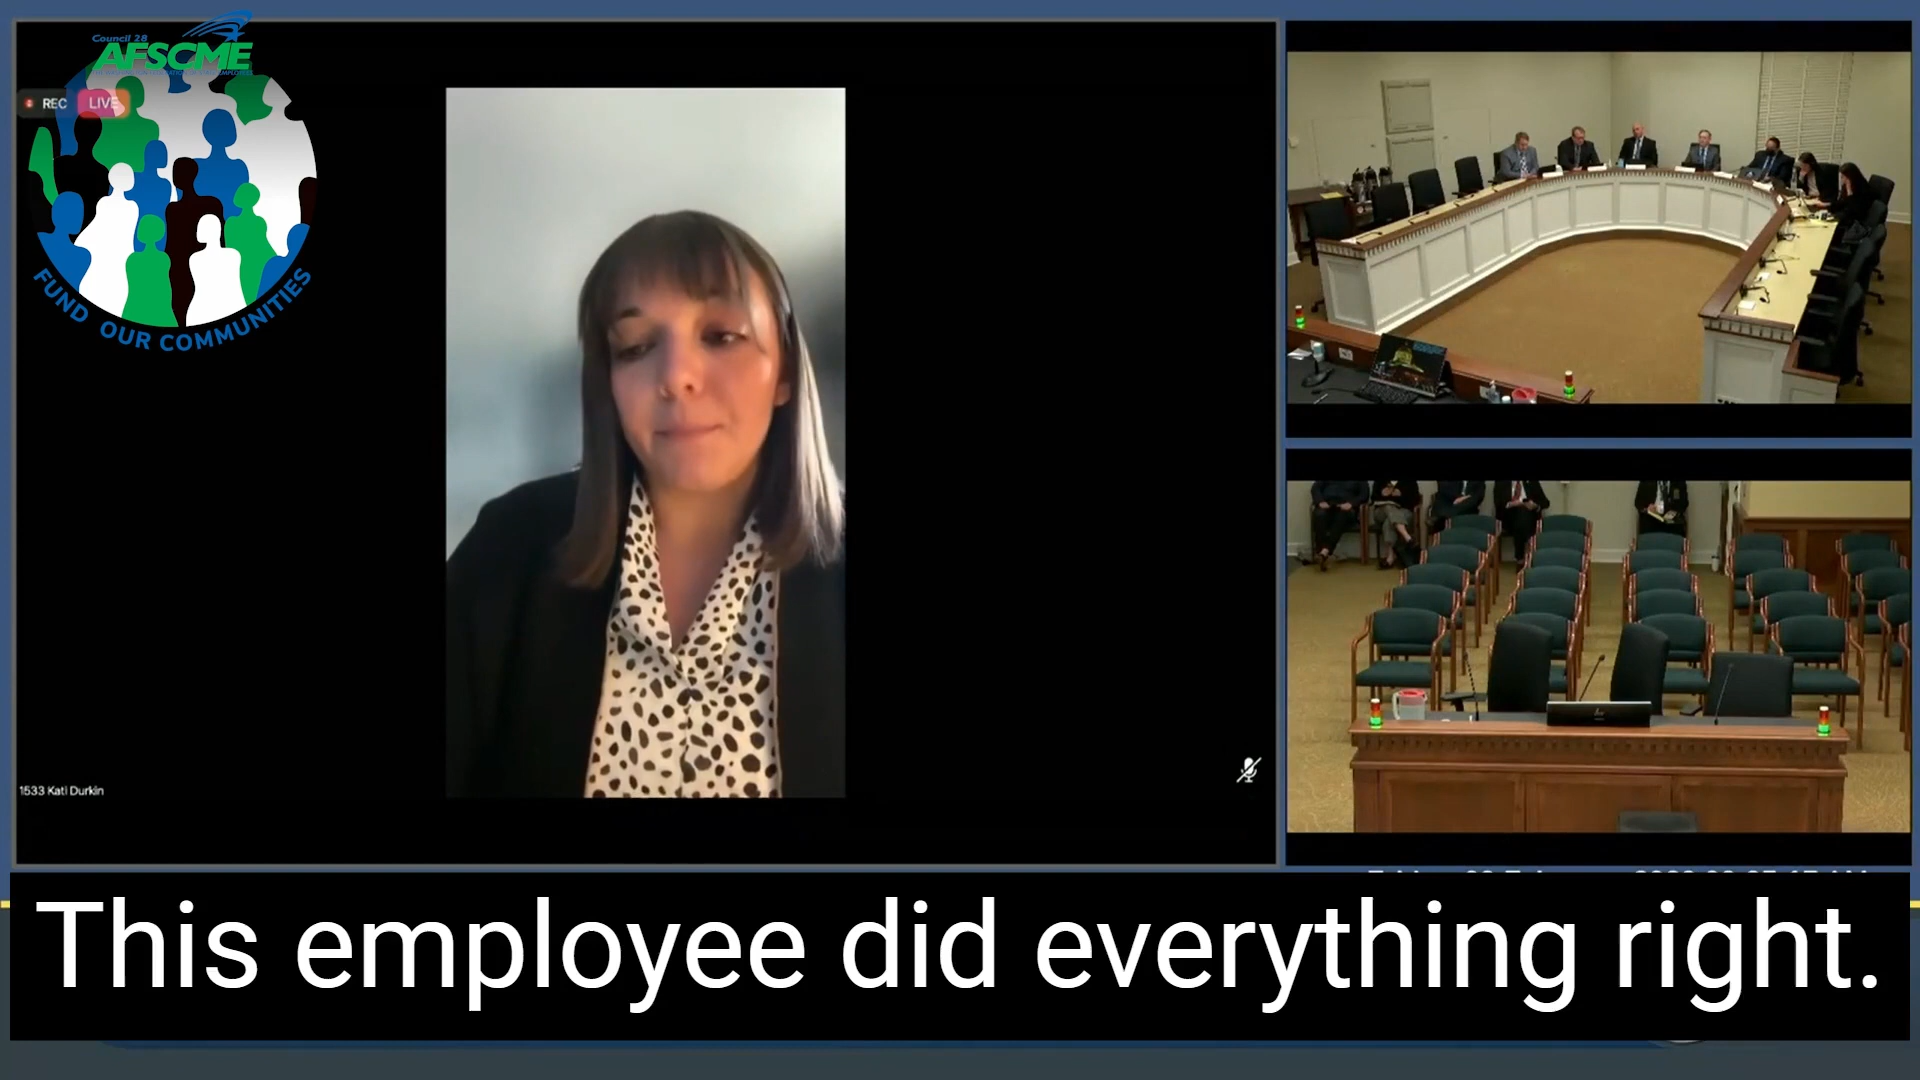 Council 28
AFSCME
REC LIVE
FUND OUR COMMUNITIES
1533 Kati Durkin
This employee did everything right.